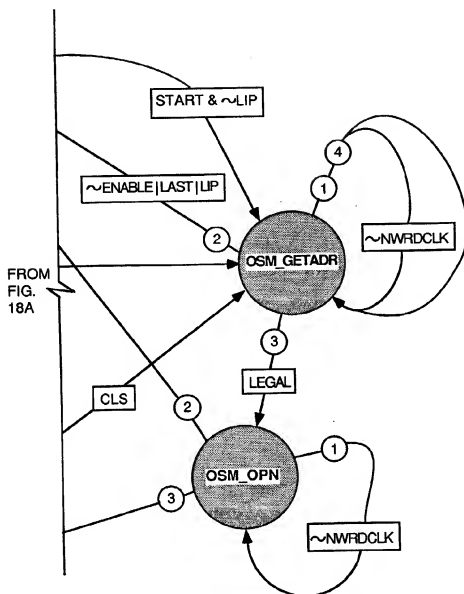 START & ~LIP
4
1
~ENABLE|LAST|LIP
2
~NWRDCLK
OSM_GETADR
FROM
FIG.
18A
3
LEGAL
CLS
2
1
OSM_OPN
3
~NWRDCLK